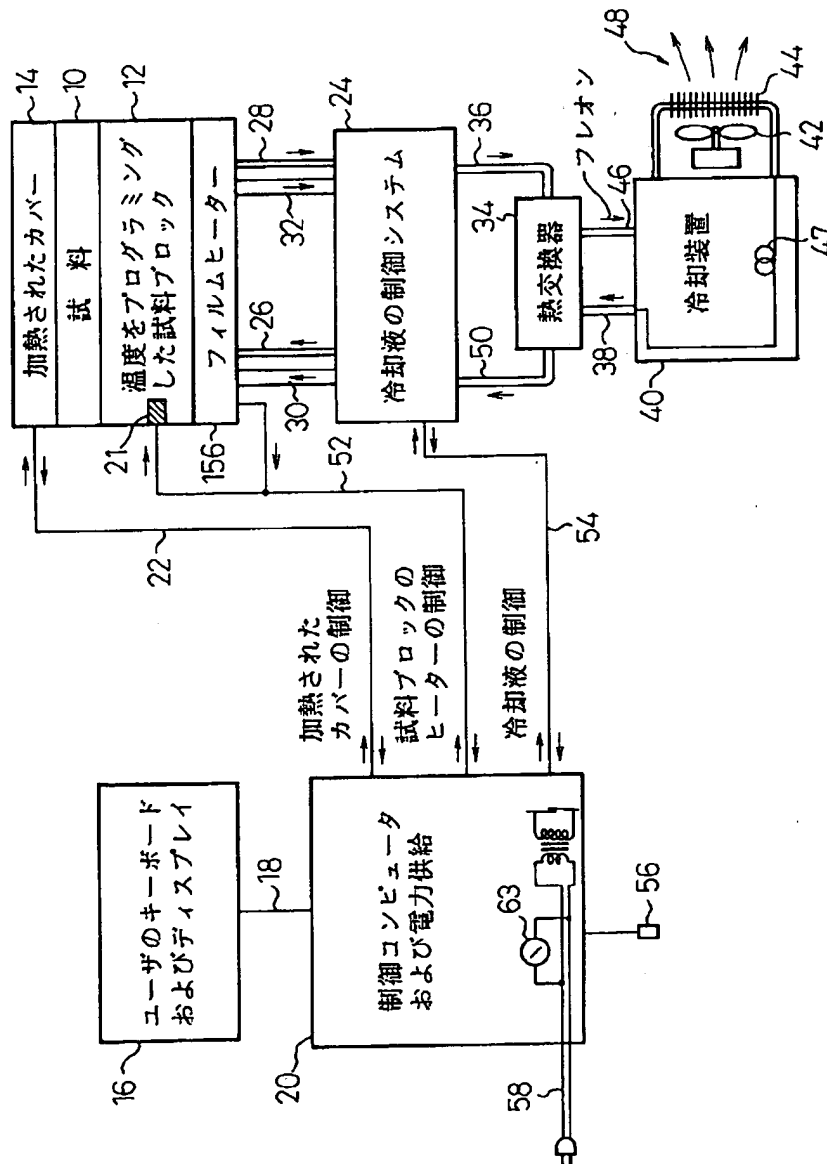 14
加熱されたカバー
10
試料
12
温度をプログラミング
した試料ブロック
21
フィルムヒーター
156
28
32
26
30
24
冷却液の制御システム
36
50
34
熱交換器
フレオン
46
38
48
44
42
冷却装置
47
40
22
52
54
加熱された
カバーの制御
試料ブロックの
ヒーターの制御
冷却液の制御
ユーザのキーボード
およびディスプレイ
16
18
制御コンピュータ
および電力供給
20
63
58
56